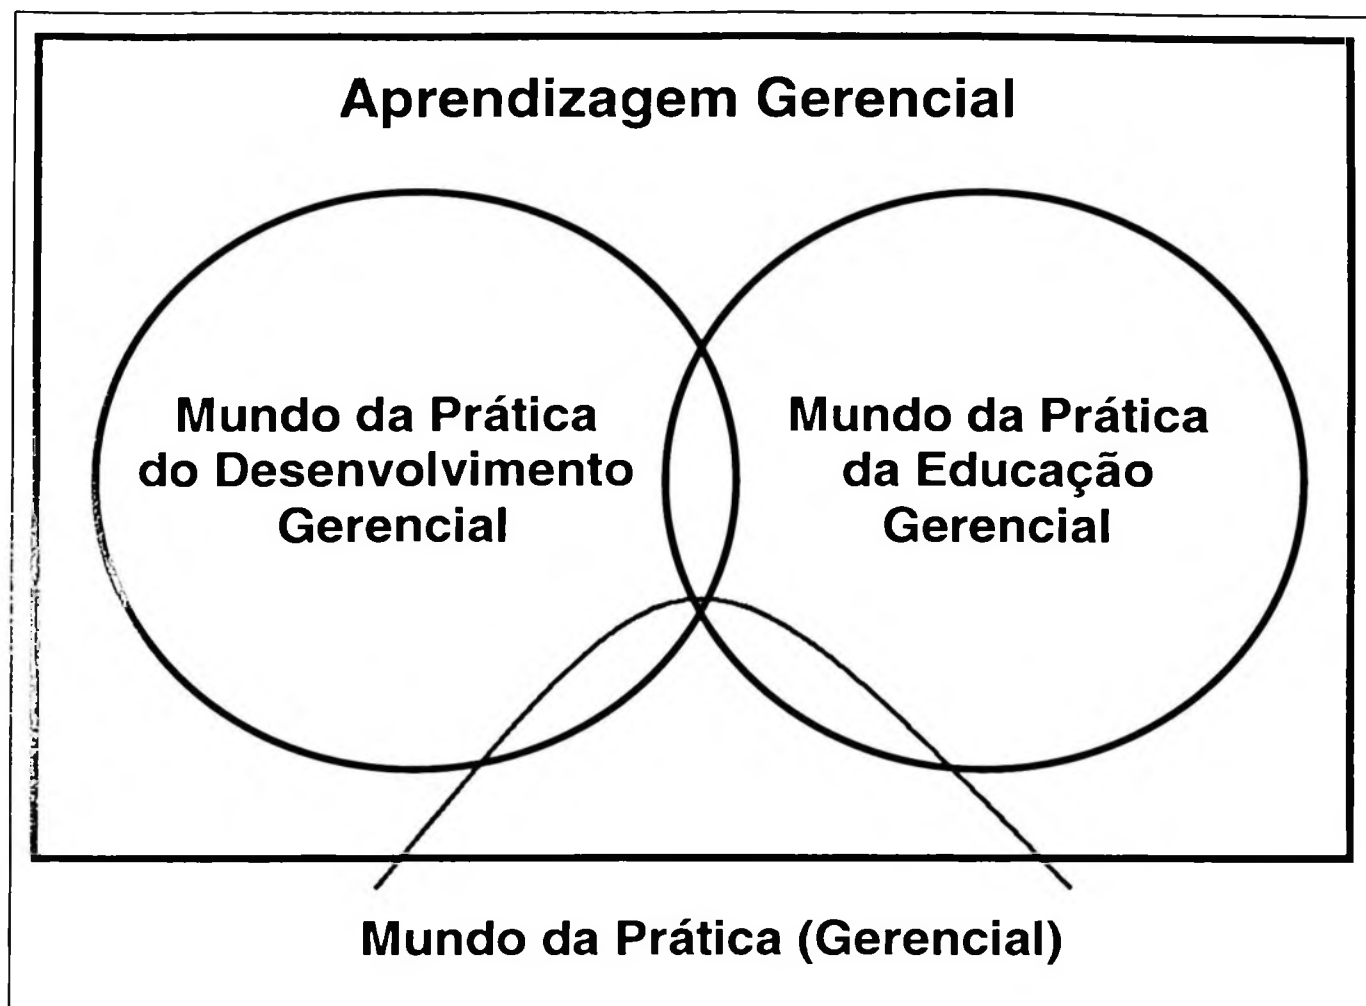 Aprendizagem Gerencial
Mundo da Prática
do Desenvolvimento
Gerencial
Mundo da Prática
da Educação
Gerencial
Mundo da Prática (Gerencial)